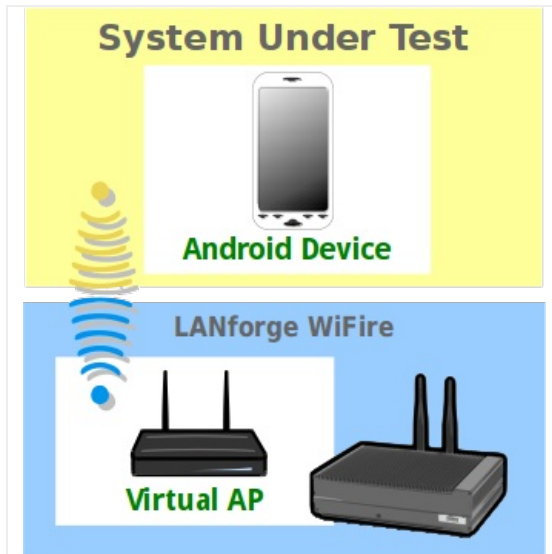 System Under Test
Android Device
LANforge WiFire
Virtual AP